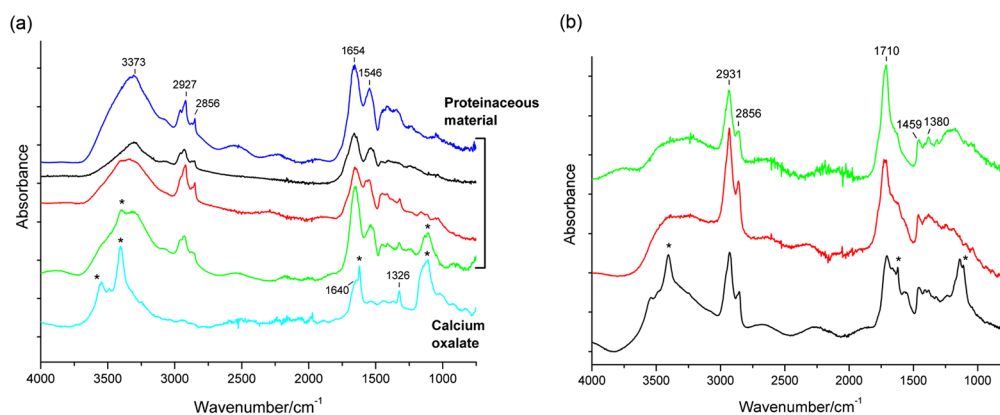 (a)
3373
2927
2856
1654
1546
Proteinaceous
material
*
*
*
*
*
*
1640
1326
Calcium
oxalate
Absorbance
4000 3500 3000 2500 2000 1500 1000
Wavenumber/cm-1
(b)
2931
2856
1710
1459 1380
*
*
*
Absorbance
4000 3500 3000 2500 2000 1500 1000
Wavenumber/cm-1